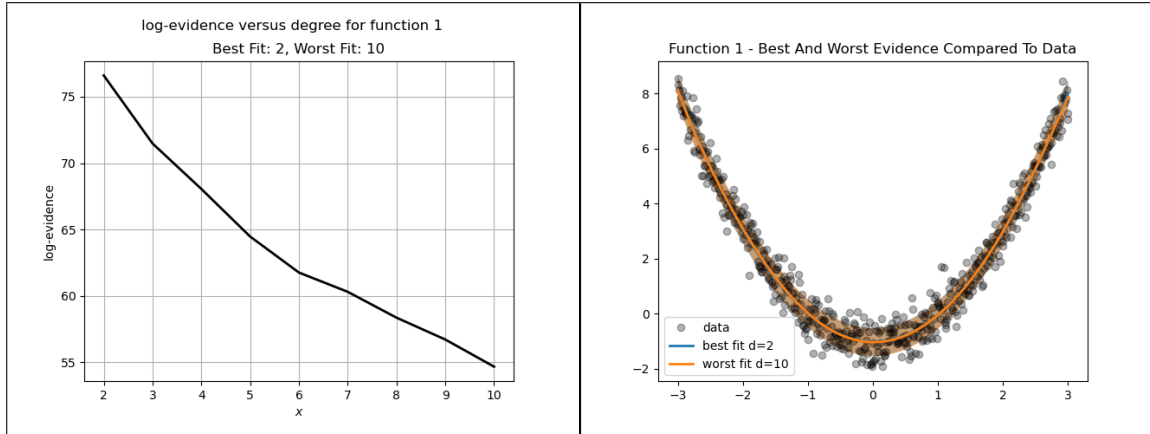 log-evidence versus degree for function 1
Best Fit: 2, Worst Fit: 10
75
70
65
60
55
log-evidence
2 3 4 5 6 7 8 9 10
x
Function 1 - Best And Worst Evidence Compared To Data
8
6
4
2
0
−2
data
best fit d=2
worst fit d=10
−3 −2 −1 0 1 2 3